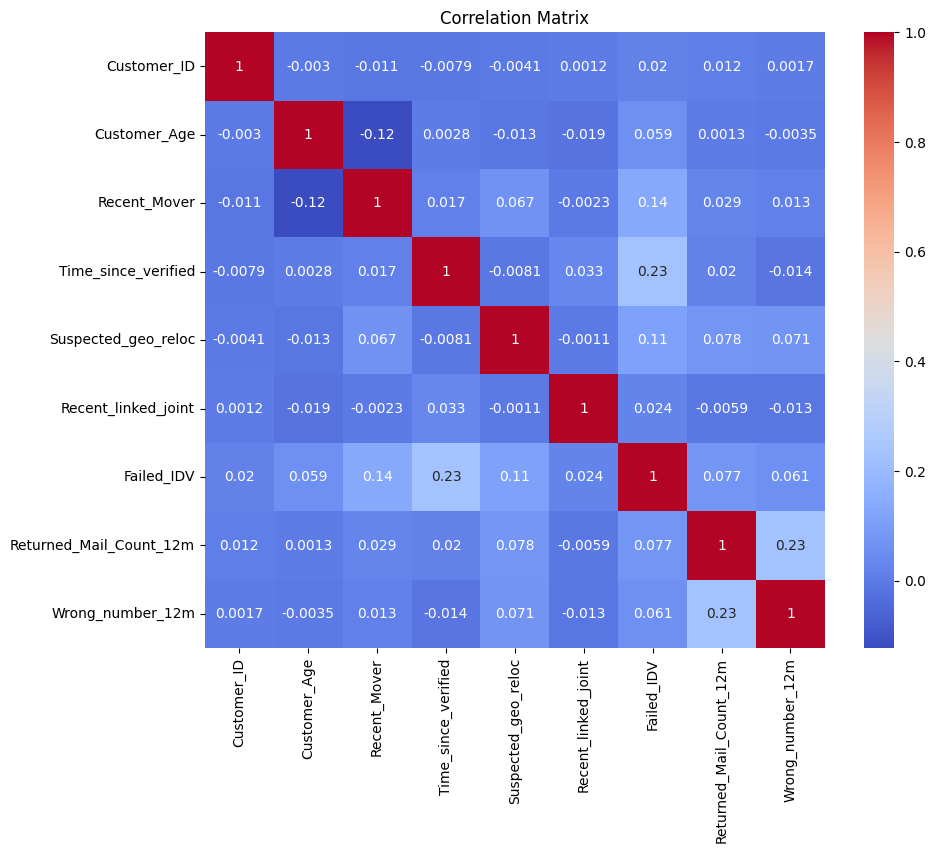 Correlation Matrix
Customer_ID 1 -0.003 -0.011 -0.0079 -0.0041 0.0012 0.02 0.012 0.0017
Customer_Age -0.003 1 -0.12 0.0028 -0.013 -0.019 0.059 0.0013 -0.0035
Recent_Mover -0.011 -0.12 1 0.017 0.067 -0.0023 0.14 0.029 0.013
Time_since_verified -0.0079 0.0028 0.017 1 -0.0081 0.033 0.23 0.02 -0.014
Suspected_geo_reloc -0.0041 -0.013 0.067 -0.0081 1 -0.0011 0.11 0.078 0.071
Recent_linked_joint 0.0012 -0.019 -0.0023 0.033 -0.0011 1 0.024 -0.0059 -0.013
Failed_IDV 0.02 0.059 0.14 0.23 0.11 0.024 1 0.077 0.061
Returned_Mail_Count_12m 0.012 0.0013 0.029 0.02 0.078 -0.0059 0.077 1 0.23
Wrong_number_12m 0.0017 -0.0035 0.013 -0.014 0.071 -0.013 0.061 0.23 1
Customer_ID
Customer_Age
Recent_Mover
Time_since_verified
Suspected_geo_reloc
Recent_linked_joint
Failed_IDV
Returned_Mail_Count_12m
Wrong_number_12m
1.0
0.8
0.6
0.4
0.2
0.0